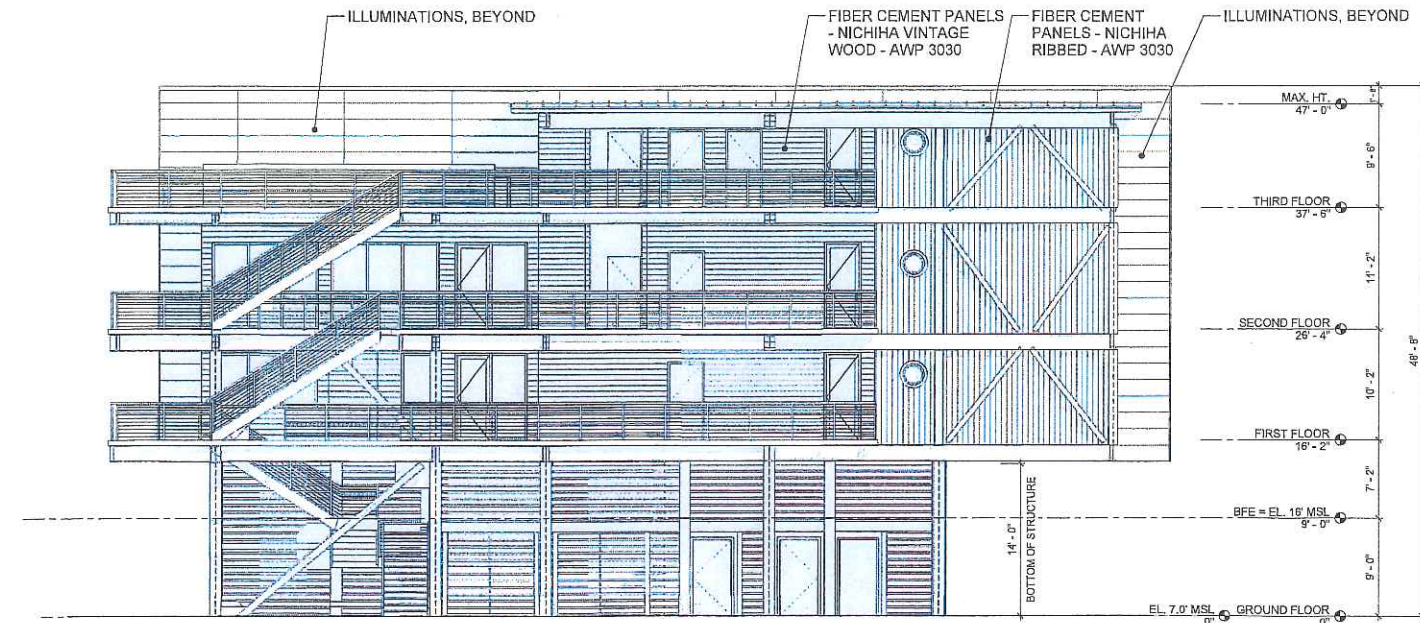 ILLUMINATIONS, BEYOND
FIBER CEMENT PANELS
- NICHIHA VINTAGE
WOOD - AWP 3030
FIBER CEMENT
PANELS - NICHIHA
RIBBED - AWP 3030
ILLUMINATIONS, BEYOND
MAX. HT.
47' - 0"
9' - 6"
THIRD FLOOR
37' - 6"
11' - 2"
SECOND FLOOR
26' - 4"
10' - 2"
FIRST FLOOR
16' - 2"
7' - 2"
BFE = EL. 16' MSL
9' - 0"
9' - 0"
14' - 0"
BOTTOM OF STRUCTURE
EL. 7.0' MSL
0"
GROUND FLOOR
0"